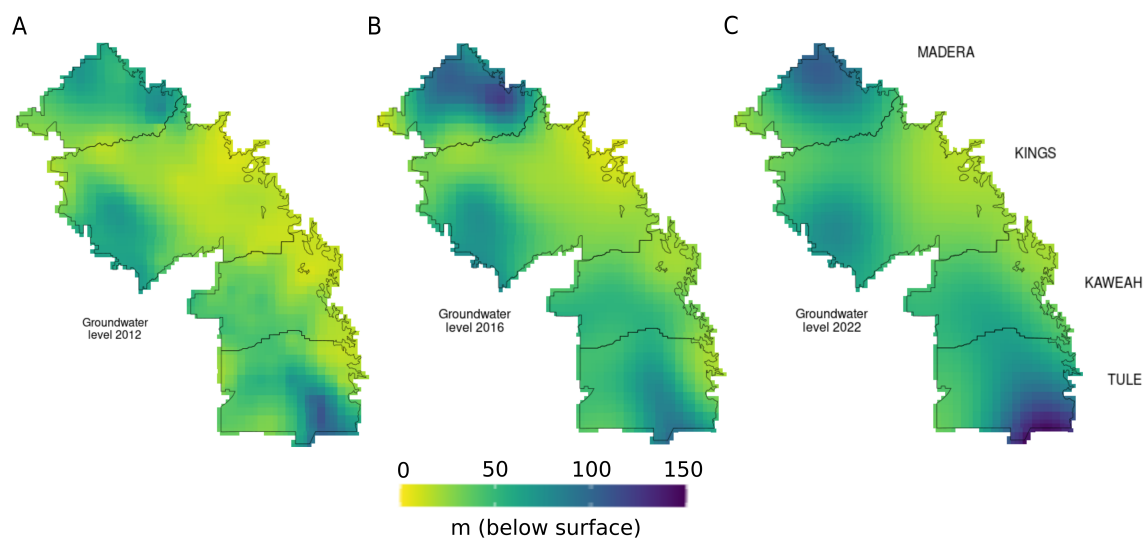 A
B
C
MADERA
KINGS
KAWEAH
TULE
Groundwater
level 2012
Groundwater
level 2016
Groundwater
level 2022
0 50 100 150
m (below surface)